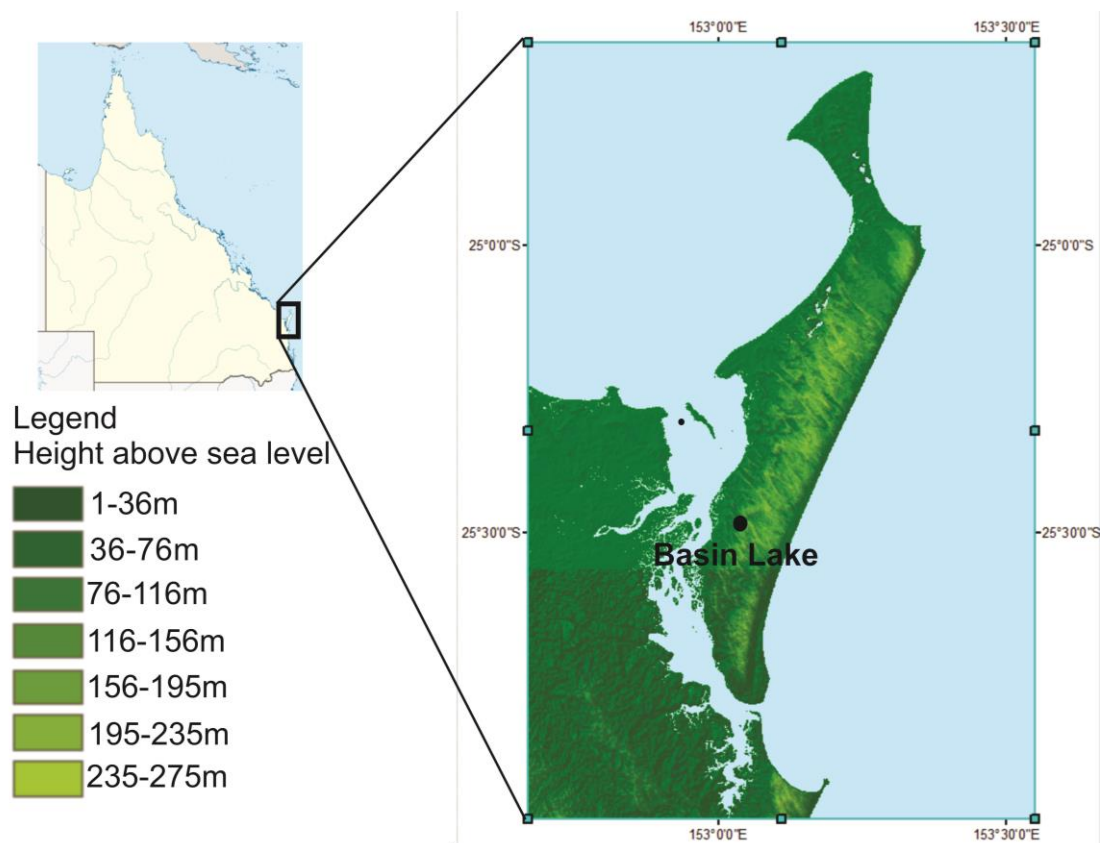 153°0'0"E
153°30'0"E
25°0'0"S
25°0'0"S
Legend
Height above sea level
1-36m
36-76m
76-116m
116-156m
156-195m
195-235m
235-275m
25°30'0"S
25°30'0"S
Basin Lake
153°0'0"E
153°30'0"E